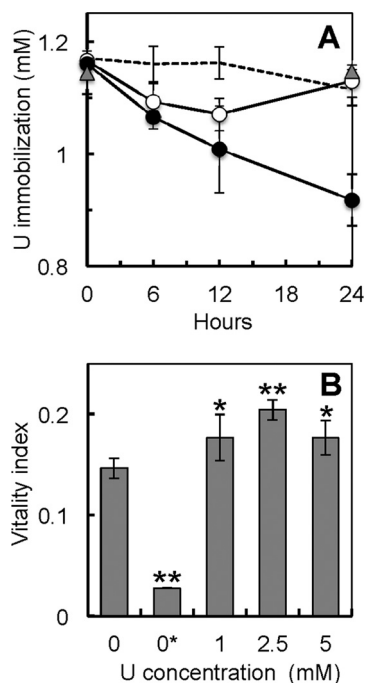 A
U immobilization (mM)
1.2
1
0.8
0 6 12 18 24
Hours
B
Vitality index
0.2
0.1
0
** * ** *
0 0* 1 2.5 5
U concentration (mM)